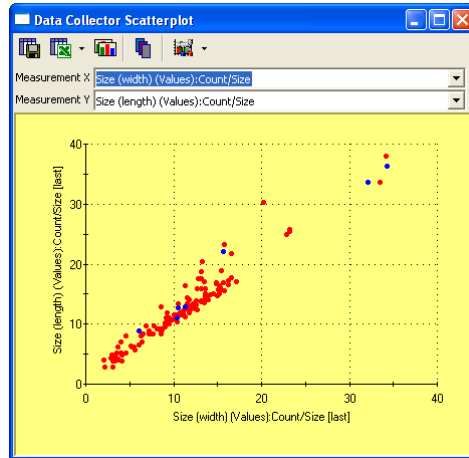 Data Collector Scatterplot
Measurement X Size (width) (Values):Count/Size
Measurement Y Size (length) (Values):Count/Size
Size (length) (Values):Count/Size [last]
40
30
20
10
0
0 10 20 30 40
Size (width) (Values):Count/Size [last]